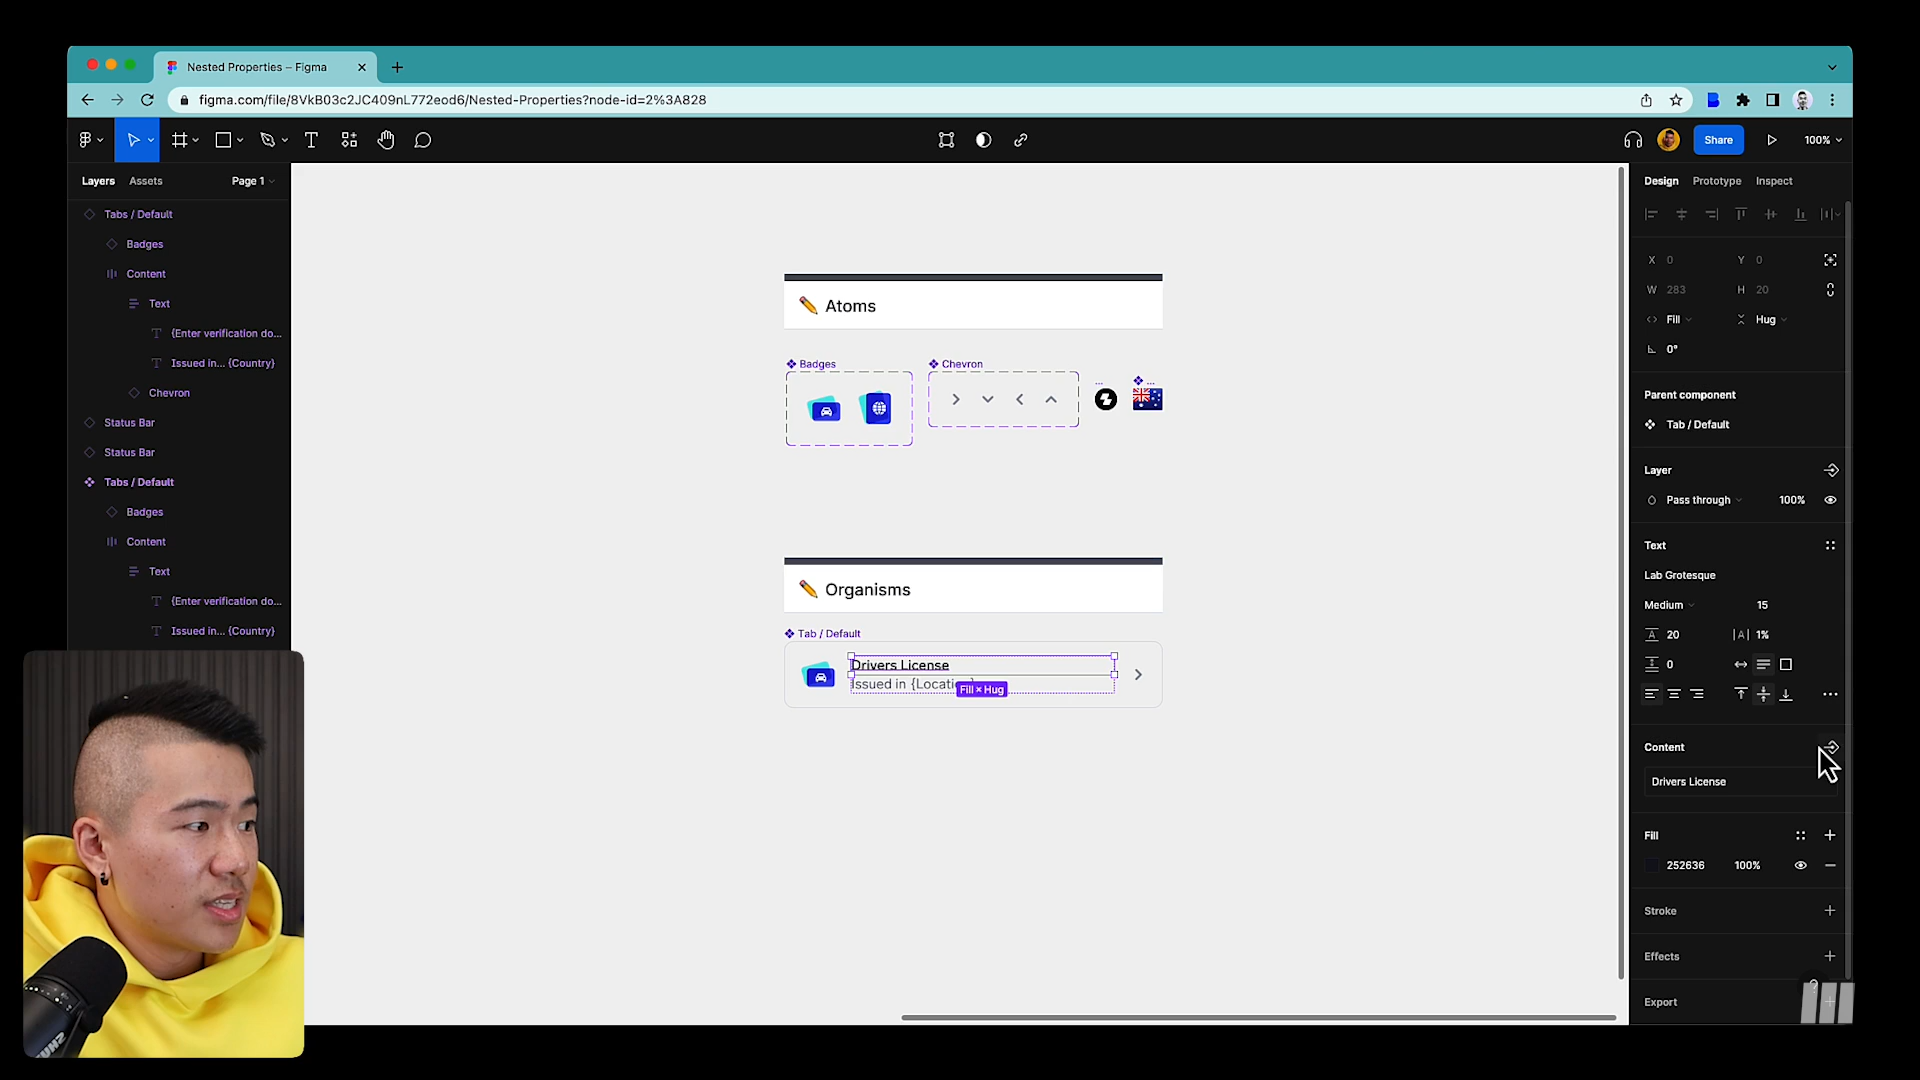 Nested Properties – Figma
figma.com/file/8VkB03c2JC409nL772eod6/Nested-Properties?node-id=2%3A828
Share
100%
Layers
Assets
Page 1
Tabs / Default
Badges
Content
Text
{Enter verification do...
Issued in... {Country}
Chevron
Status Bar
Status Bar
Tabs / Default
Badges
Content
Text
{Enter verification do...
Issued in... {Country}
✏️ Atoms
Badges
Chevron
...
...
✏️ Organisms
Tab / Default
Drivers License
Issued in {Locati
Fill × Hug
Design
Prototype
Inspect
X 0
Y 0
W 283
H 20
Fill
Hug
0°
Parent component
Tab / Default
Layer
Pass through
100%
Text
Lab Grotesque
Medium
15
20
|A| 1%
0
Content
Drivers License
Fill
252636
100%
Stroke
Effects
Export
?